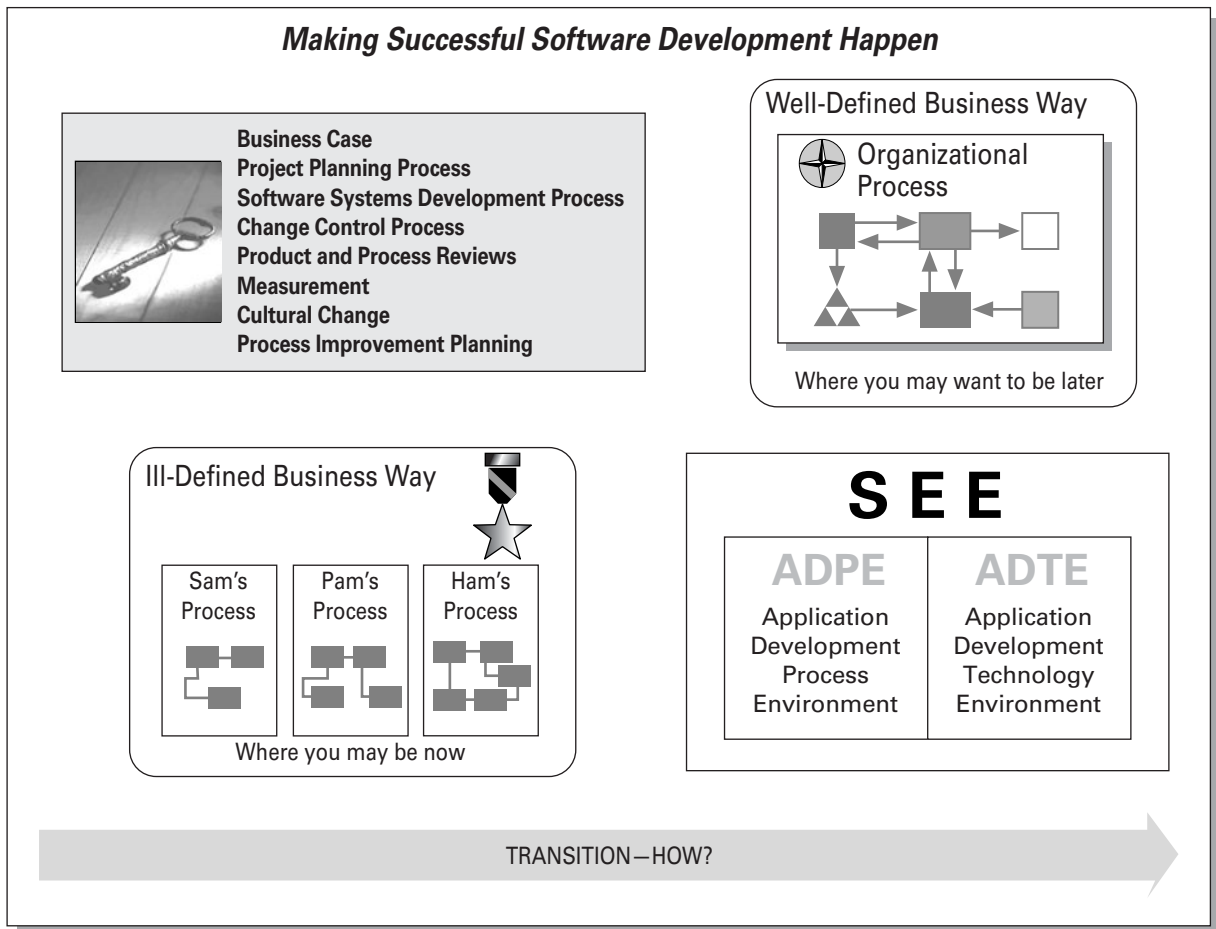 Making Successful Software Development Happen
Business Case
Project Planning Process
Software Systems Development Process
Change Control Process
Product and Process Reviews
Measurement
Cultural Change
Process Improvement Planning
Well-Defined Business Way
Organizational
Process
Where you may want to be later
Ill-Defined Business Way
Sam's
Process
Pam's
Process
Ham's
Process
Where you may be now
S E E
ADPE
Application
Development
Process
Environment
ADTE
Application
Development
Technology
Environment
TRANSITION—HOW?